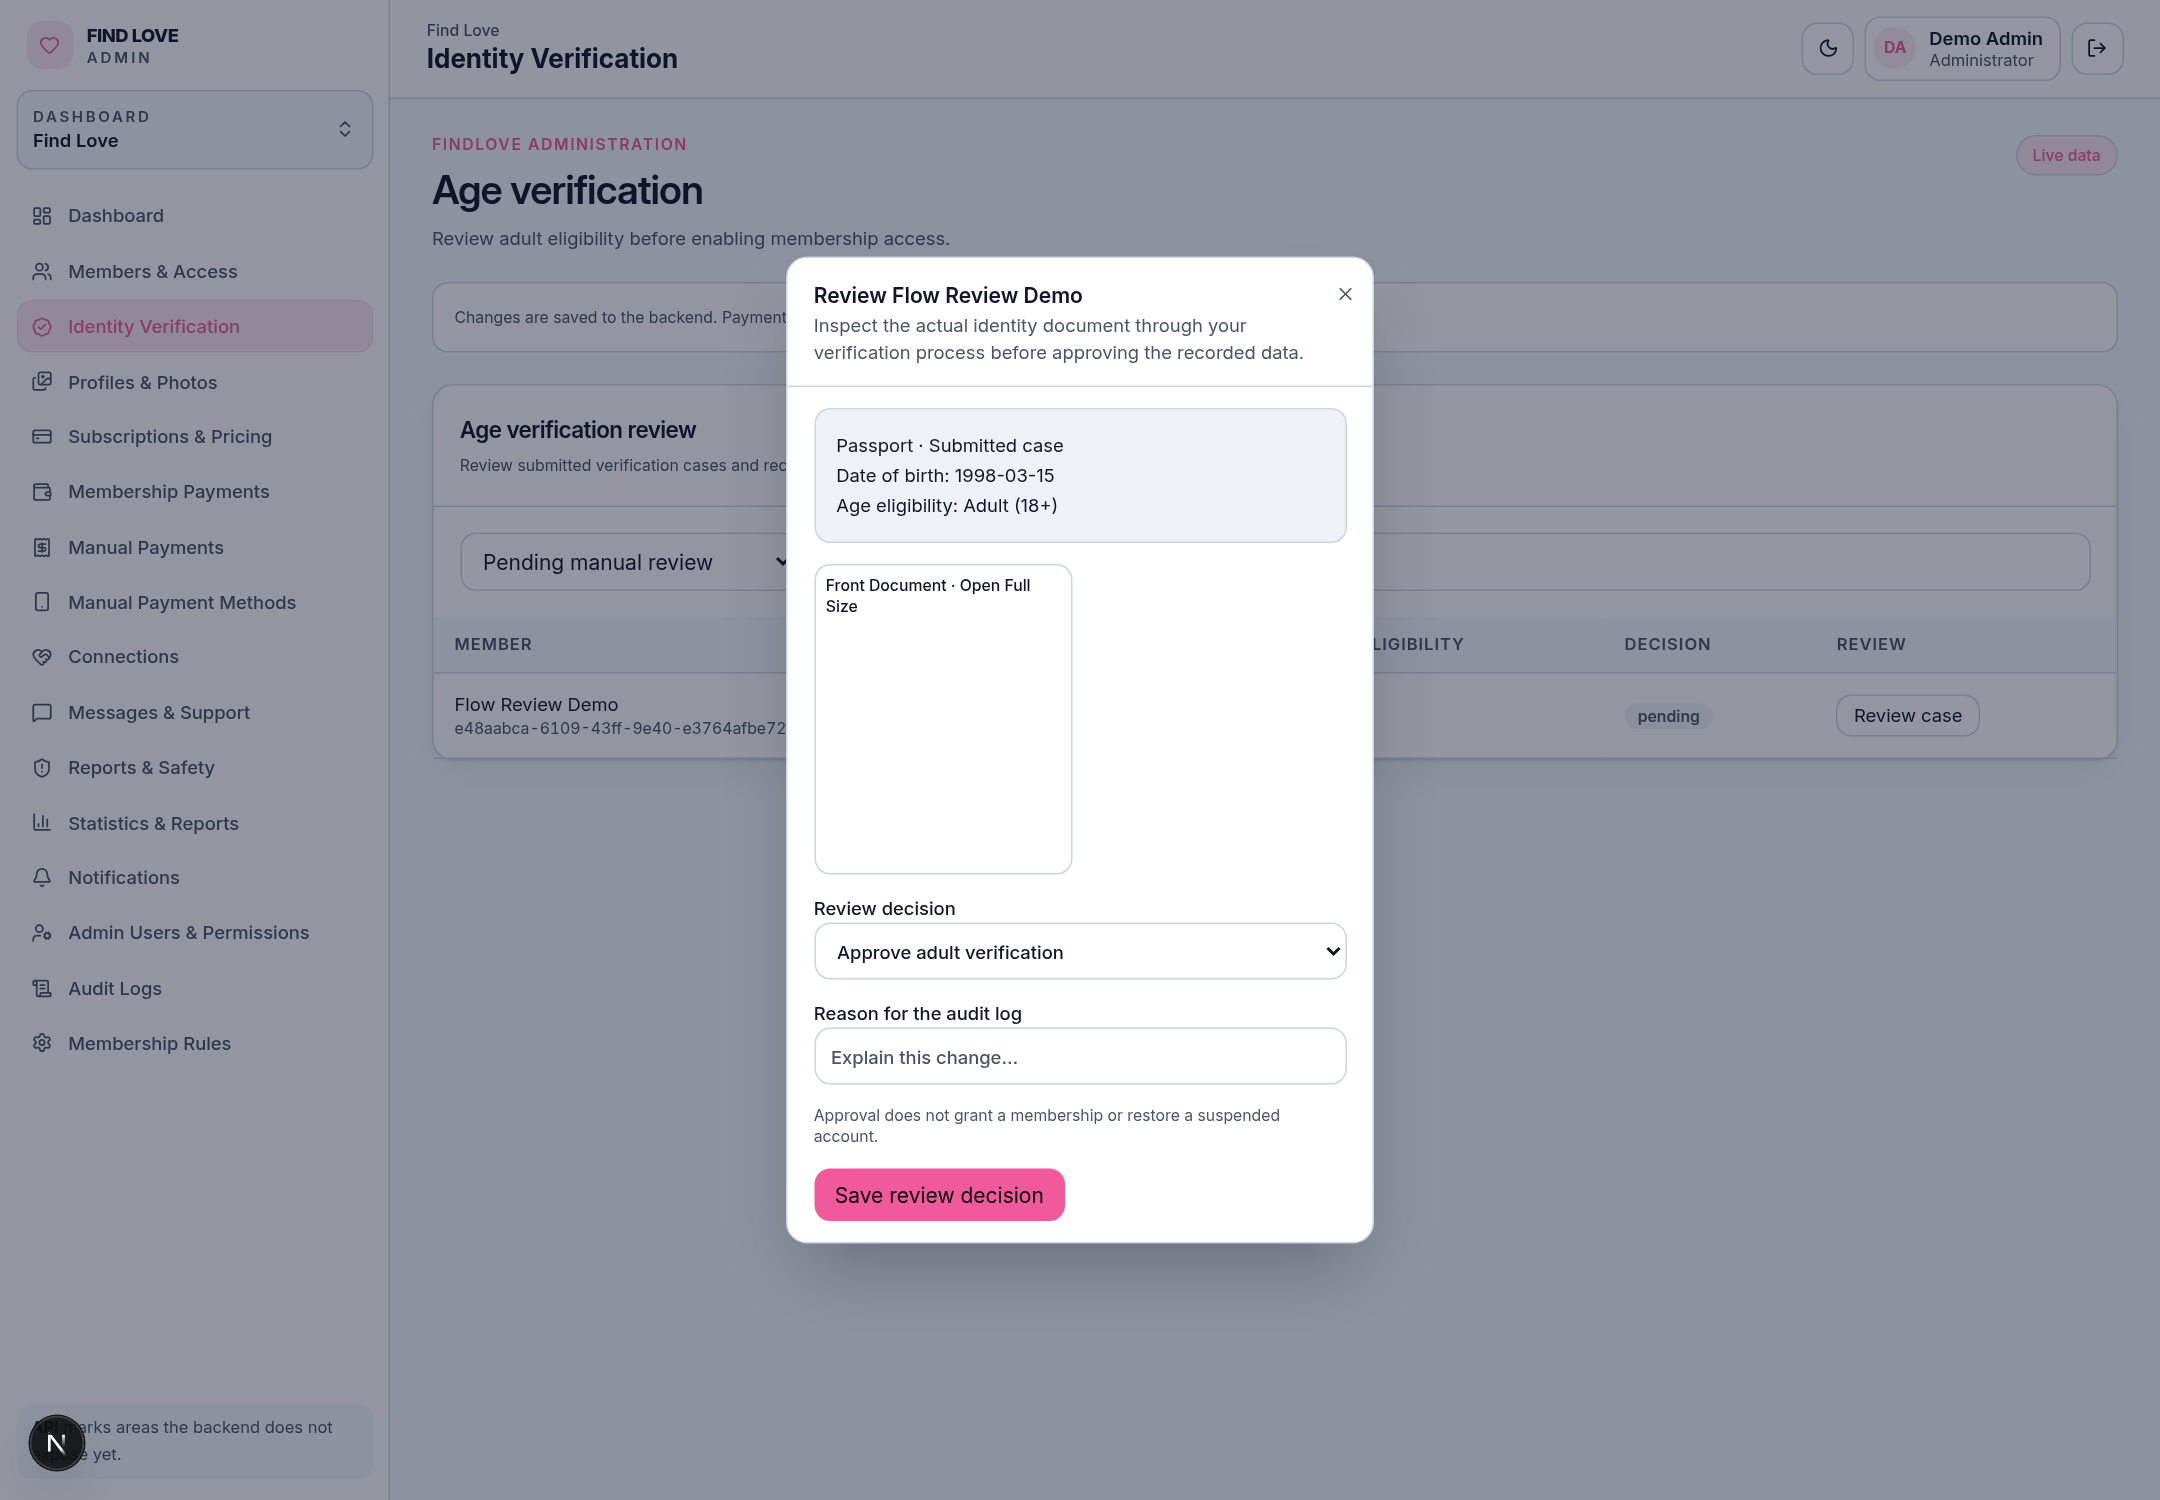 FIND LOVE
ADMIN
DASHBOARD
Find Love
Dashboard
Members & Access
Identity Verification
Profiles & Photos
Subscriptions & Pricing
Membership Payments
Manual Payments
Manual Payment Methods
Connections
Messages & Support
Reports & Safety
Statistics & Reports
Notifications
Admin Users & Permissions
Audit Logs
Membership Rules
arks areas the backend does not
yet.
N
Find Love
Identity Verification
DA
Demo Admin
Administrator
FINDLOVE ADMINISTRATION
Live data
Age verification
Review adult eligibility before enabling membership access.
Changes are saved to the backend. Payment
Age verification review
Review submitted verification cases and rec
Pending manual review
MEMBER
LIGIBILITY
DECISION
REVIEW
Flow Review Demo
e48aabca-6109-43ff-9e40-e3764afbe72
pending
Review case
Review Flow Review Demo
Inspect the actual identity document through your
verification process before approving the recorded data.
Passport · Submitted case
Date of birth: 1998-03-15
Age eligibility: Adult (18+)
Front Document · Open Full
Size
Review decision
Approve adult verification
Reason for the audit log
Explain this change...
Approval does not grant a membership or restore a suspended
account.
Save review decision